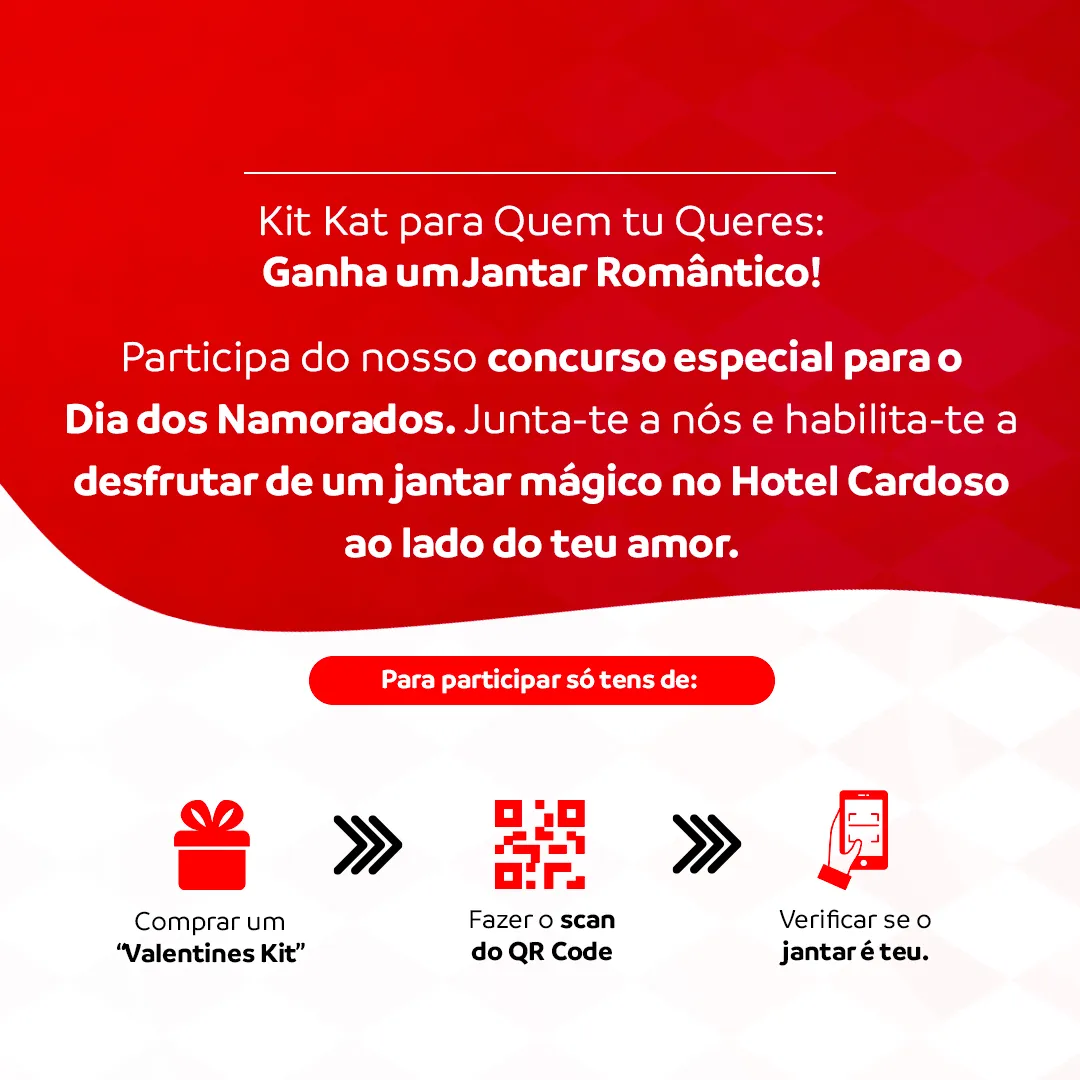 Kit Kat para Quem tu Queres:
Ganha um Jantar Romântico!
Participa do nosso concurso especial para o
Dia dos Namorados. Junta-te a nós e habilita-te a
desfrutar de um jantar mágico no Hotel Cardoso
ao lado do teu amor.
Para participar só tens de:
Comprar um
“Valentines Kit”
Fazer o scan
do QR Code
Verificar se o
jantar é teu.